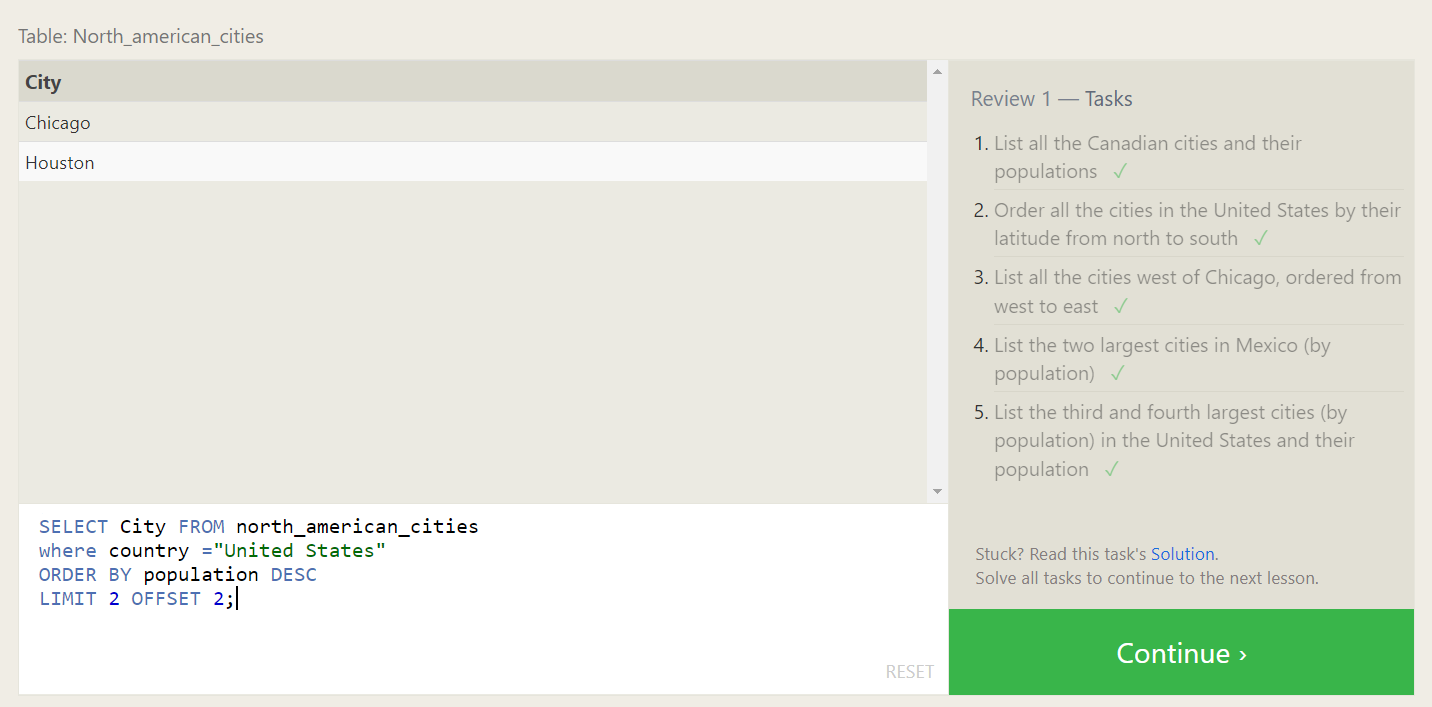 Table: North_american_cities
City
Chicago
Houston
SELECT City FROM north_american_cities
where country ="United States"
ORDER BY population DESC
LIMIT 2 OFFSET 2;
RESET
Review 1 — Tasks
1. List all the Canadian cities and their
populations ✓
2. Order all the cities in the United States by their
latitude from north to south ✓
3. List all the cities west of Chicago, ordered from
west to east ✓
4. List the two largest cities in Mexico (by
population) ✓
5. List the third and fourth largest cities (by
population) in the United States and their
population ✓
Stuck? Read this task's Solution.
Solve all tasks to continue to the next lesson.
Continue ›